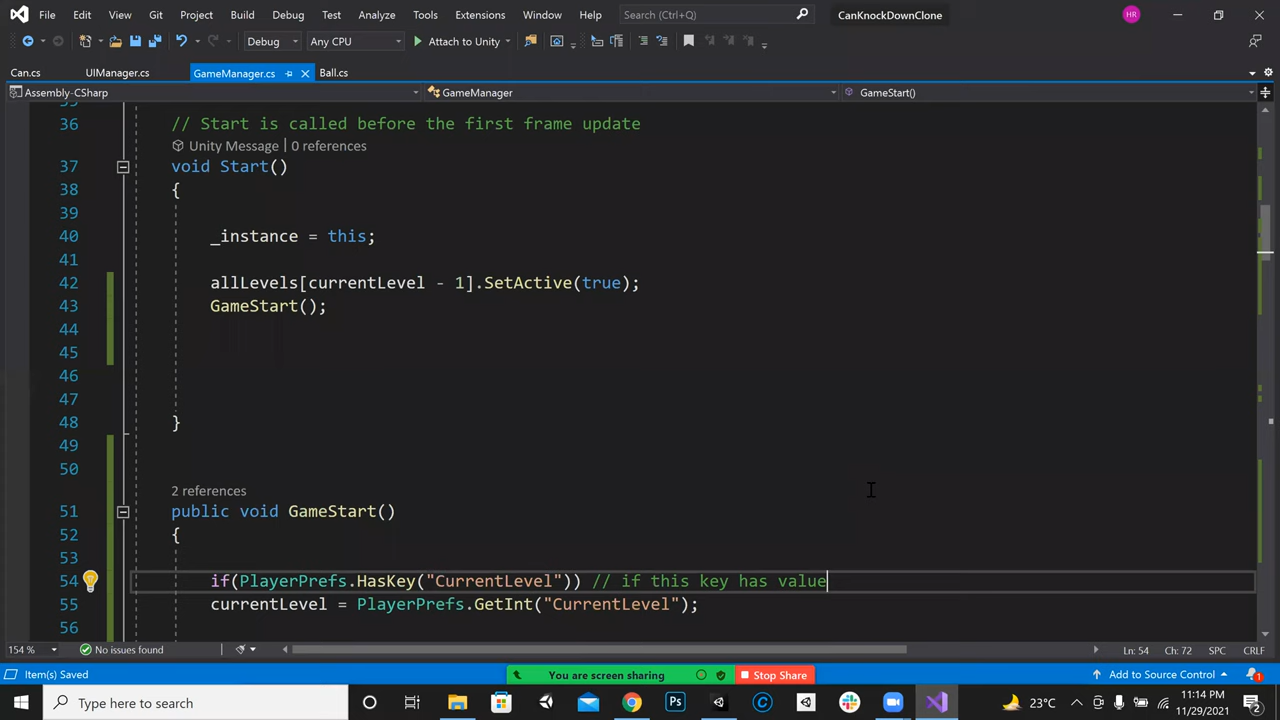 File Edit View Git Project Build Debug Test Analyze Tools Extensions Window Help Search (Ctrl+Q) CanKnockDownClone HR
Debug Any CPU Attach to Unity
Can.cs UIManager.cs GameManager.cs Ball.cs
Assembly-CSharp GameManager GameStart()
36 // Start is called before the first frame update
Unity Message | 0 references
37 void Start()
38 {
39
40 _instance = this;
41
42 allLevels[currentLevel - 1].SetActive(true);
43 GameStart();
44
45
46
47
48 }
49
50
2 references
51 public void GameStart()
52 {
53
54 if(PlayerPrefs.HasKey("CurrentLevel")) // if this key has value
55 currentLevel = PlayerPrefs.GetInt("CurrentLevel");
56
154 % No issues found Ln: 54 Ch: 72 SPC CRLF
Item(s) Saved You are screen sharing Stop Share Add to Source Control 1
Type here to search Ps 23°C 11:14 PM
11/29/2021 1